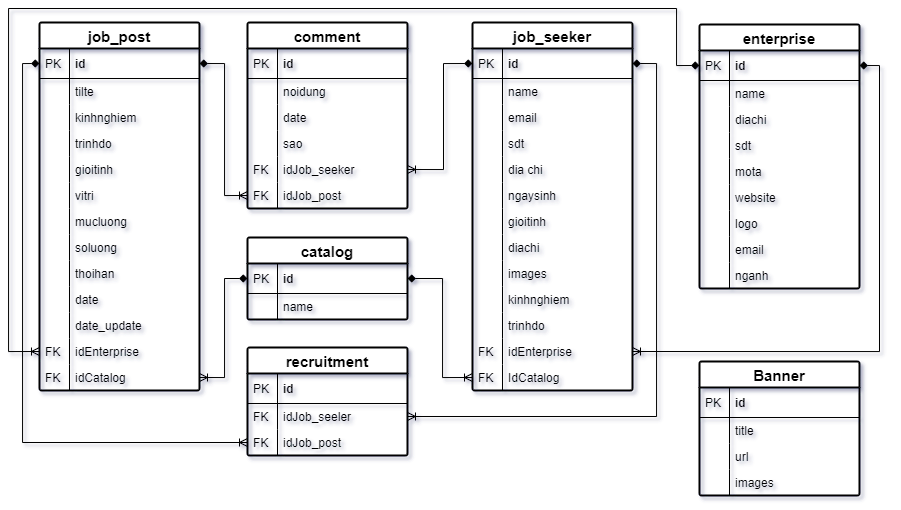 job_post
PK id
tilte
kinhnghiem
trinhdo
gioitinh
vitri
mucluong
soluong
thoihan
date
date_update
FK idEnterprise
FK idCatalog
comment
PK id
noidung
date
sao
FK idJob_seeker
FK idJob_post
catalog
PK id
name
recruitment
PK id
FK idJob_seeler
FK idJob_post
job_seeker
PK id
name
email
sdt
dia chi
ngaysinh
gioitinh
diachi
images
kinhnghiem
trinhdo
FK idEnterprise
FK IdCatalog
enterprise
PK id
name
diachi
sdt
mota
website
logo
email
nganh
Banner
PK id
title
url
images